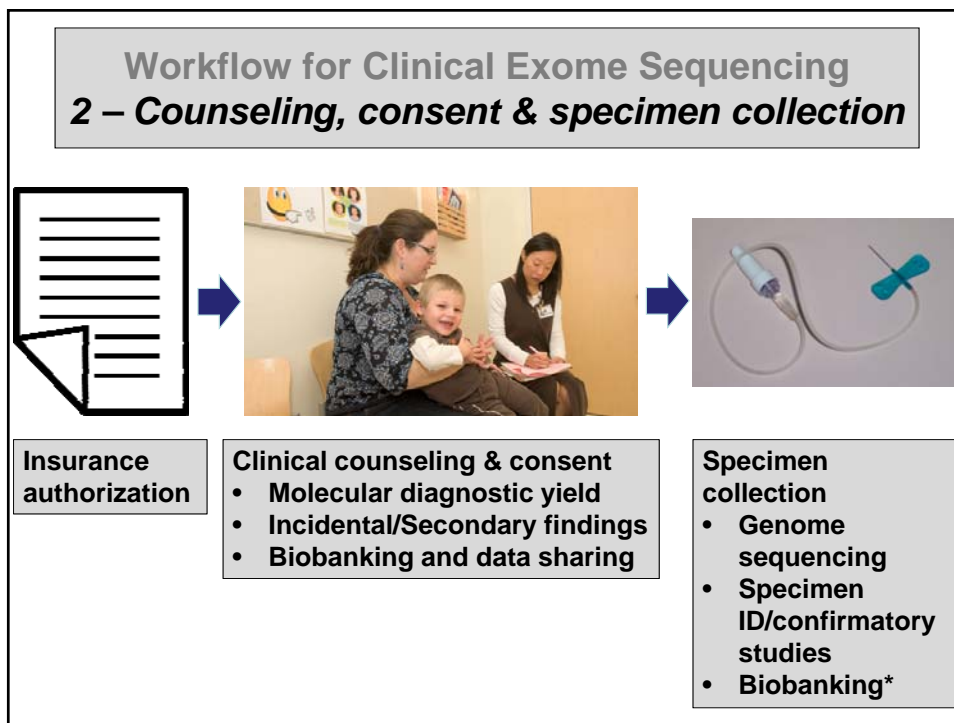 Workflow for Clinical Exome Sequencing
2 – Counseling, consent & specimen collection
Insurance
authorization
Clinical counseling & consent
• Molecular diagnostic yield
• Incidental/Secondary findings
• Biobanking and data sharing
Specimen
collection
• Genome
sequencing
• Specimen
ID/confirmatory
studies
• Biobanking*